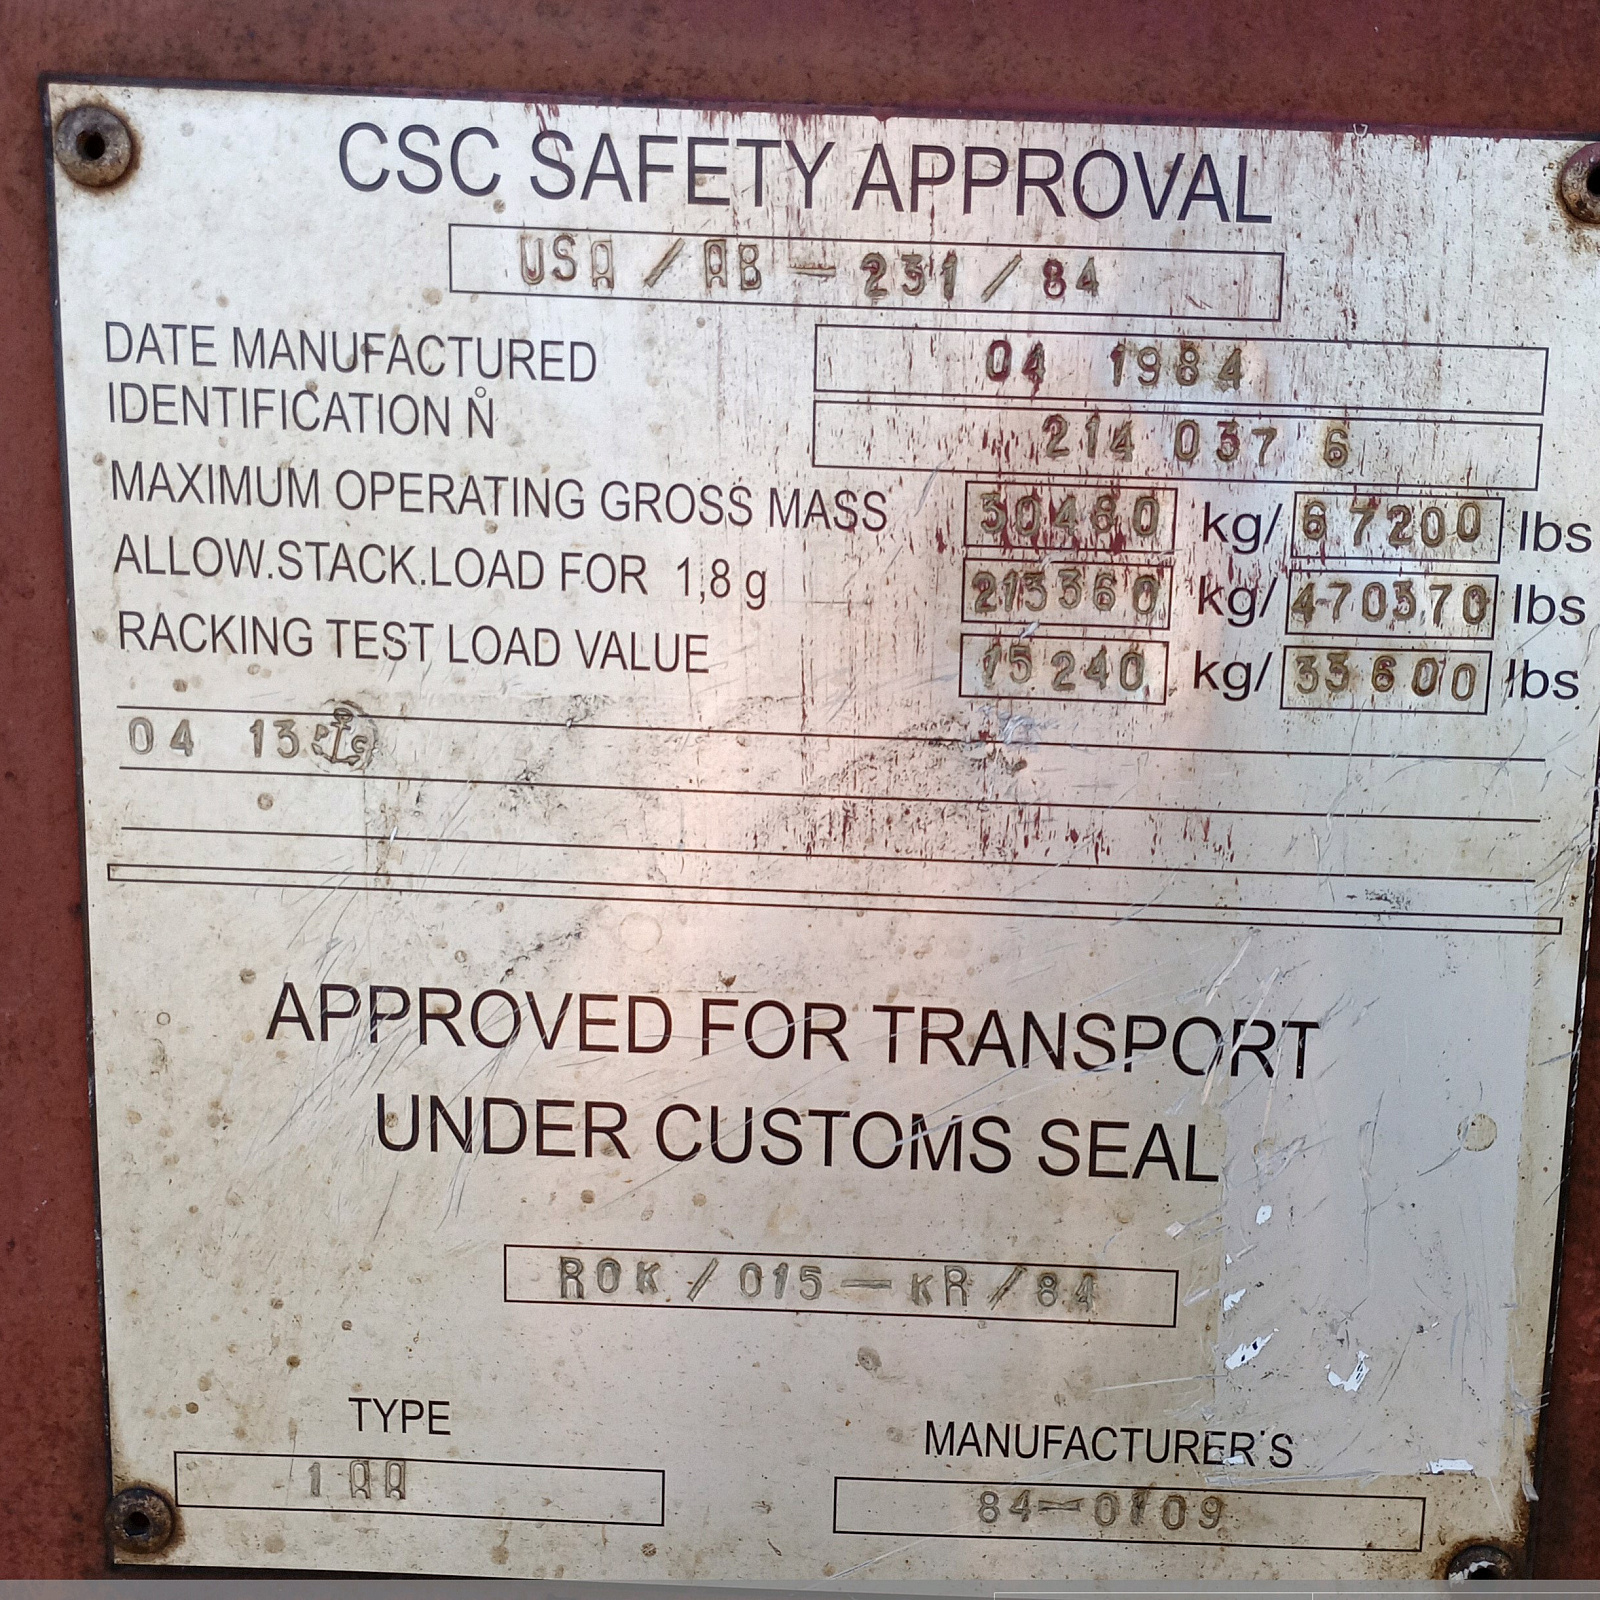 CSC SAFETY APPROVAL
USA / AB - 231 / 84
DATE MANUFACTURED 04 1984
IDENTIFICATION N° 214 037 6
MAXIMUM OPERATING GROSS MASS 30480 kg/ 67200 lbs
ALLOW.STACK.LOAD FOR 1,8 g 213360 kg/ 470370 lbs
RACKING TEST LOAD VALUE 15240 kg/ 33600 lbs
04 13
APPROVED FOR TRANSPORT
UNDER CUSTOMS SEAL
ROK / 015 - KR / 84
TYPE
1 AA
MANUFACTURER'S
84-0109